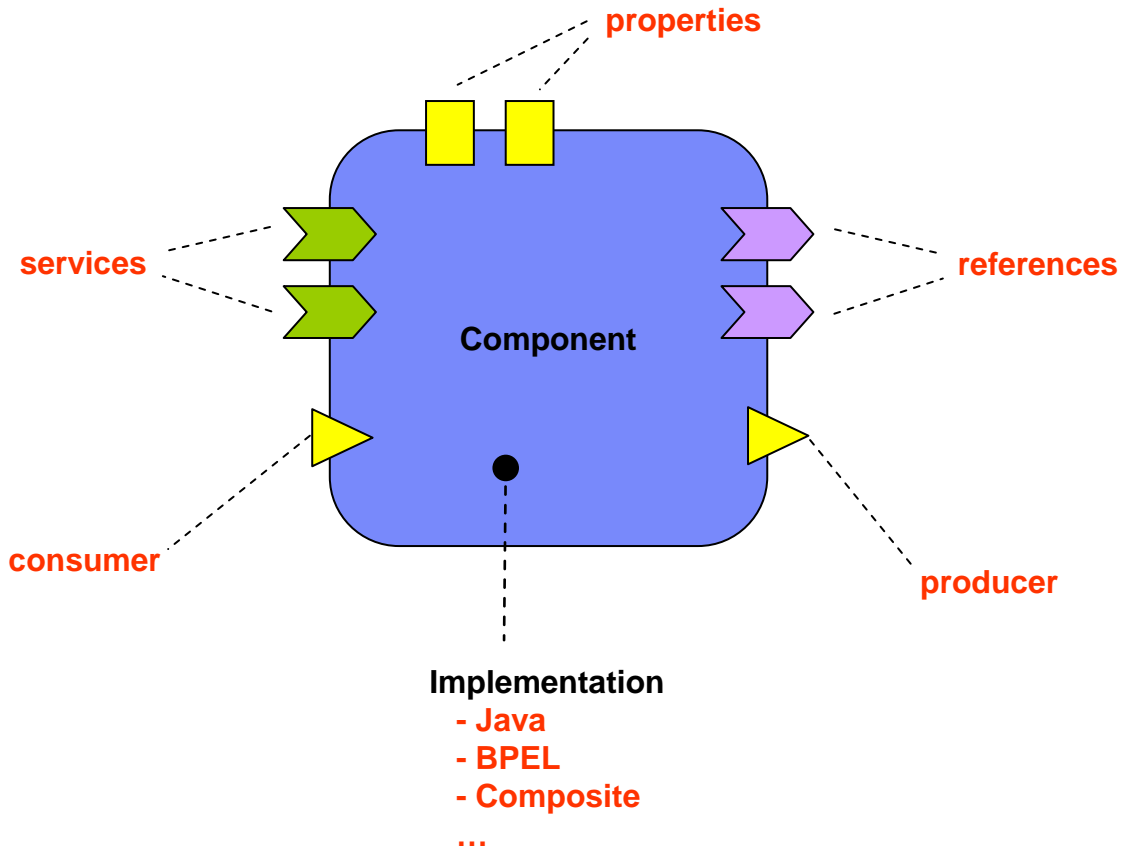 properties
services
references
Component
consumer
producer
Implementation
- Java
- BPEL
- Composite
...